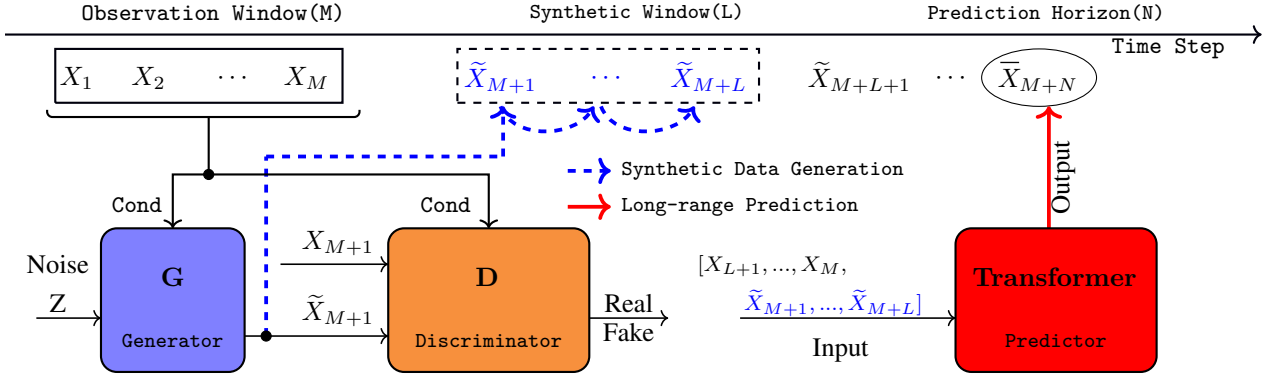 Observation Window(M) Synthetic Window(L) Prediction Horizon(N)
Time Step
X_1 X_2 ⋯ X_M X̃_{M+1} ⋯ X̃_{M+L} X̃_{M+L+1} ⋯ X̅_{M+N}
Synthetic Data Generation
Long-range Prediction
Output
Cond Cond
Noise
Z
G
Generator
X_{M+1}
X̃_{M+1}
D
Discriminator
Real
Fake
[X_{L+1}, ..., X_M,
X̃_{M+1}, ..., X̃_{M+L}]
Input
Transformer
Predictor